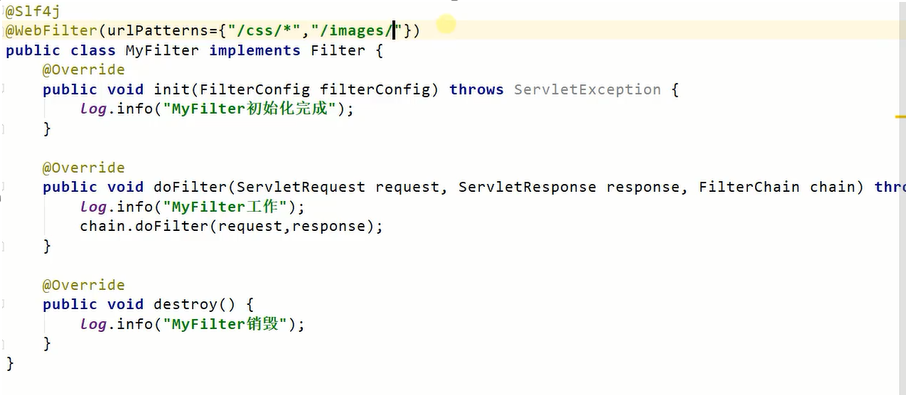 @Slf4j
@WebFilter(urlPatterns={"/css/*","/images/"})
public class MyFilter implements Filter {
@Override
public void init(FilterConfig filterConfig) throws ServletException {
log.info("MyFilter初始化完成");
}
@Override
public void doFilter(ServletRequest request, ServletResponse response, FilterChain chain) thro
log.info("MyFilter工作");
chain.doFilter(request,response);
}
@Override
public void destroy() {
log.info("MyFilter销毁");
}
}